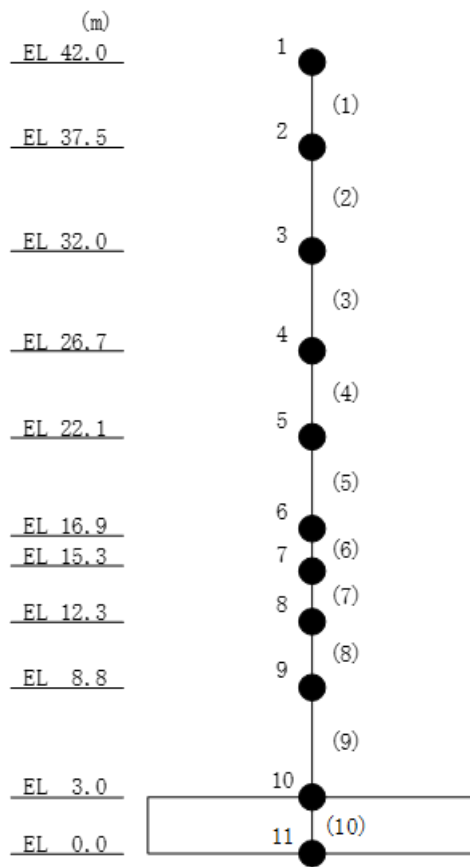 (m)
EL 42.0
1
(1)
EL 37.5
2
(2)
EL 32.0
3
(3)
EL 26.7
4
(4)
EL 22.1
5
(5)
EL 16.9
6
(6)
EL 15.3
7
(7)
EL 12.3
8
(8)
EL 8.8
9
(9)
EL 3.0
10
(10)
EL 0.0
11